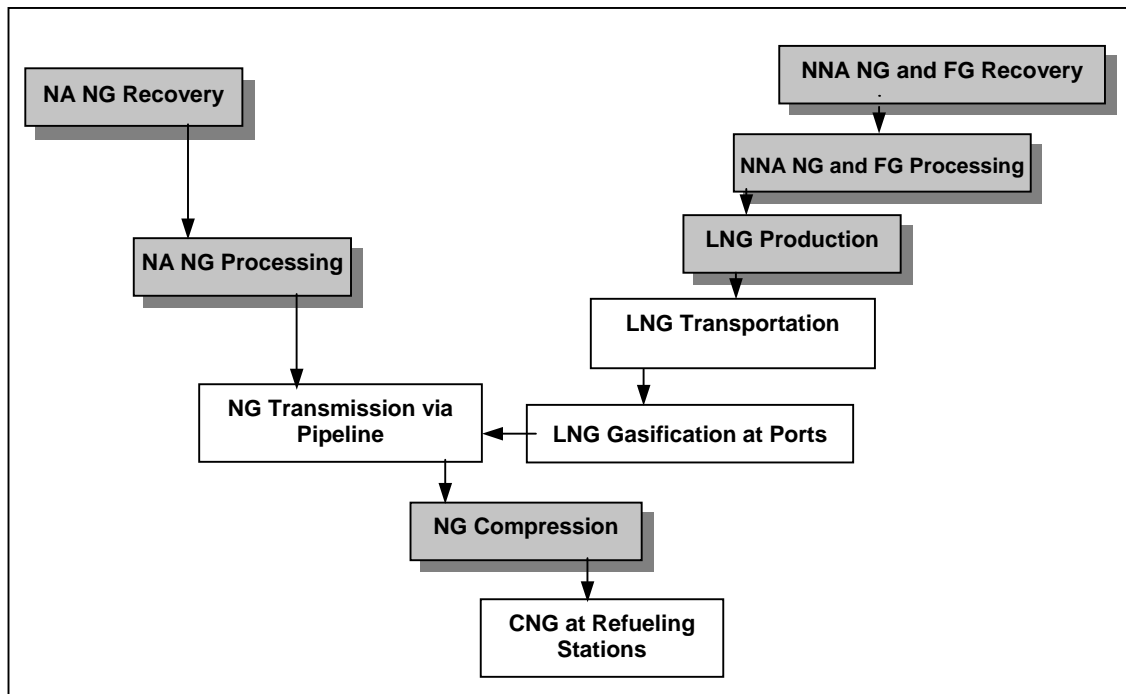 NNA NG and FG Recovery
NA NG Recovery
NNA NG and FG Processing
LNG Production
NA NG Processing
LNG Transportation
NG Transmission via
Pipeline
LNG Gasification at Ports
NG Compression
CNG at Refueling
Stations